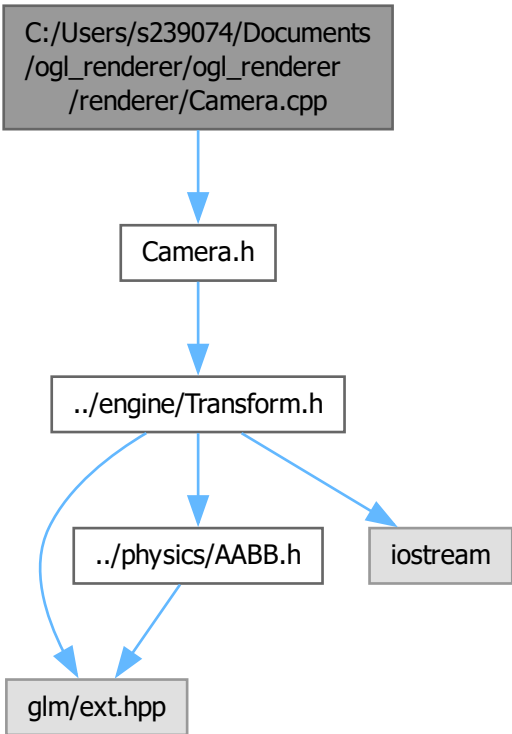 C:/Users/s239074/Documents
/ogl_renderer/ogl_renderer
/renderer/Camera.cpp
Camera.h
../engine/Transform.h
../physics/AABB.h
iostream
glm/ext.hpp